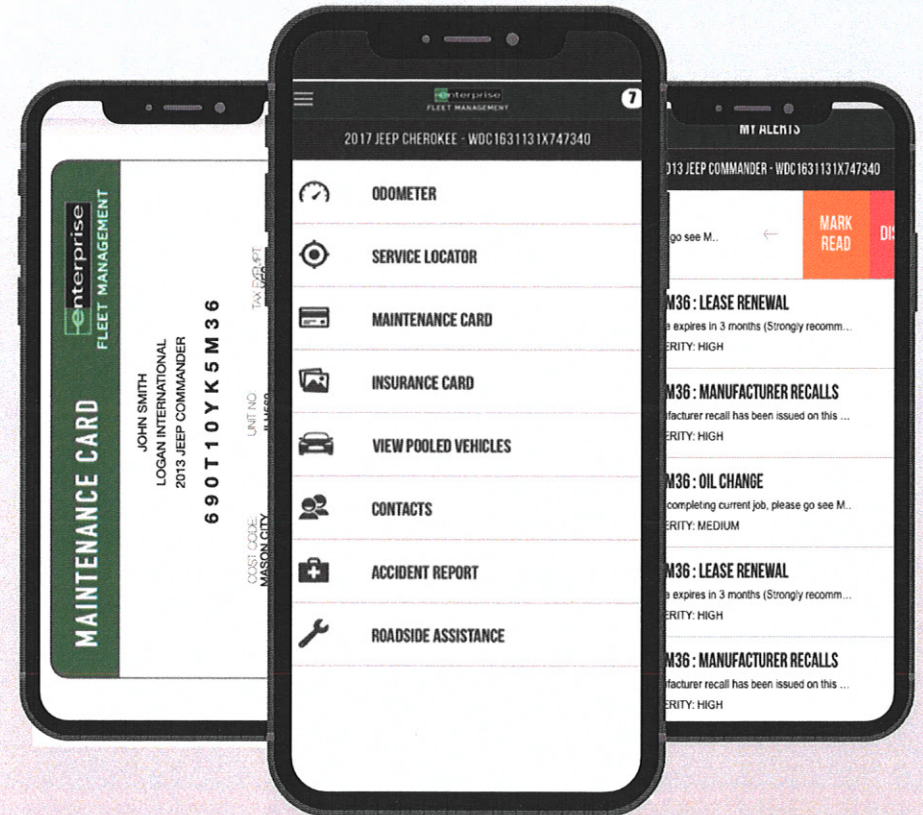 MAINTENANCE CARD
enterprise
FLEET MANAGEMENT
JOHN SMITH
LOGAN INTERNATIONAL
2013 JEEP COMMANDER
690T10YK5M36
COST CODE:
MASON CITY
UNIT NO:
TAX EXEMPT
enterprise
FLEET MANAGEMENT
7
2017 JEEP CHEROKEE - WDC1631131X747340
ODOMETER
SERVICE LOCATOR
MAINTENANCE CARD
INSURANCE CARD
VIEW POOLED VEHICLES
CONTACTS
ACCIDENT REPORT
ROADSIDE ASSISTANCE
MY ALERTS
013 JEEP COMMANDER - WDC1631131X747340
go see M..
←
MARK
READ
DIS
M36 : LEASE RENEWAL
e expires in 3 months (Strongly recomm...
ERITY: HIGH
M36 : MANUFACTURER RECALLS
ifacturer recall has been issued on this ...
ERITY: HIGH
M36 : OIL CHANGE
completing current job, please go see M..
ERITY: MEDIUM
M36 : LEASE RENEWAL
e expires in 3 months (Strongly recomm...
ERITY: HIGH
M36 : MANUFACTURER RECALLS
ifacturer recall has been issued on this ...
ERITY: HIGH